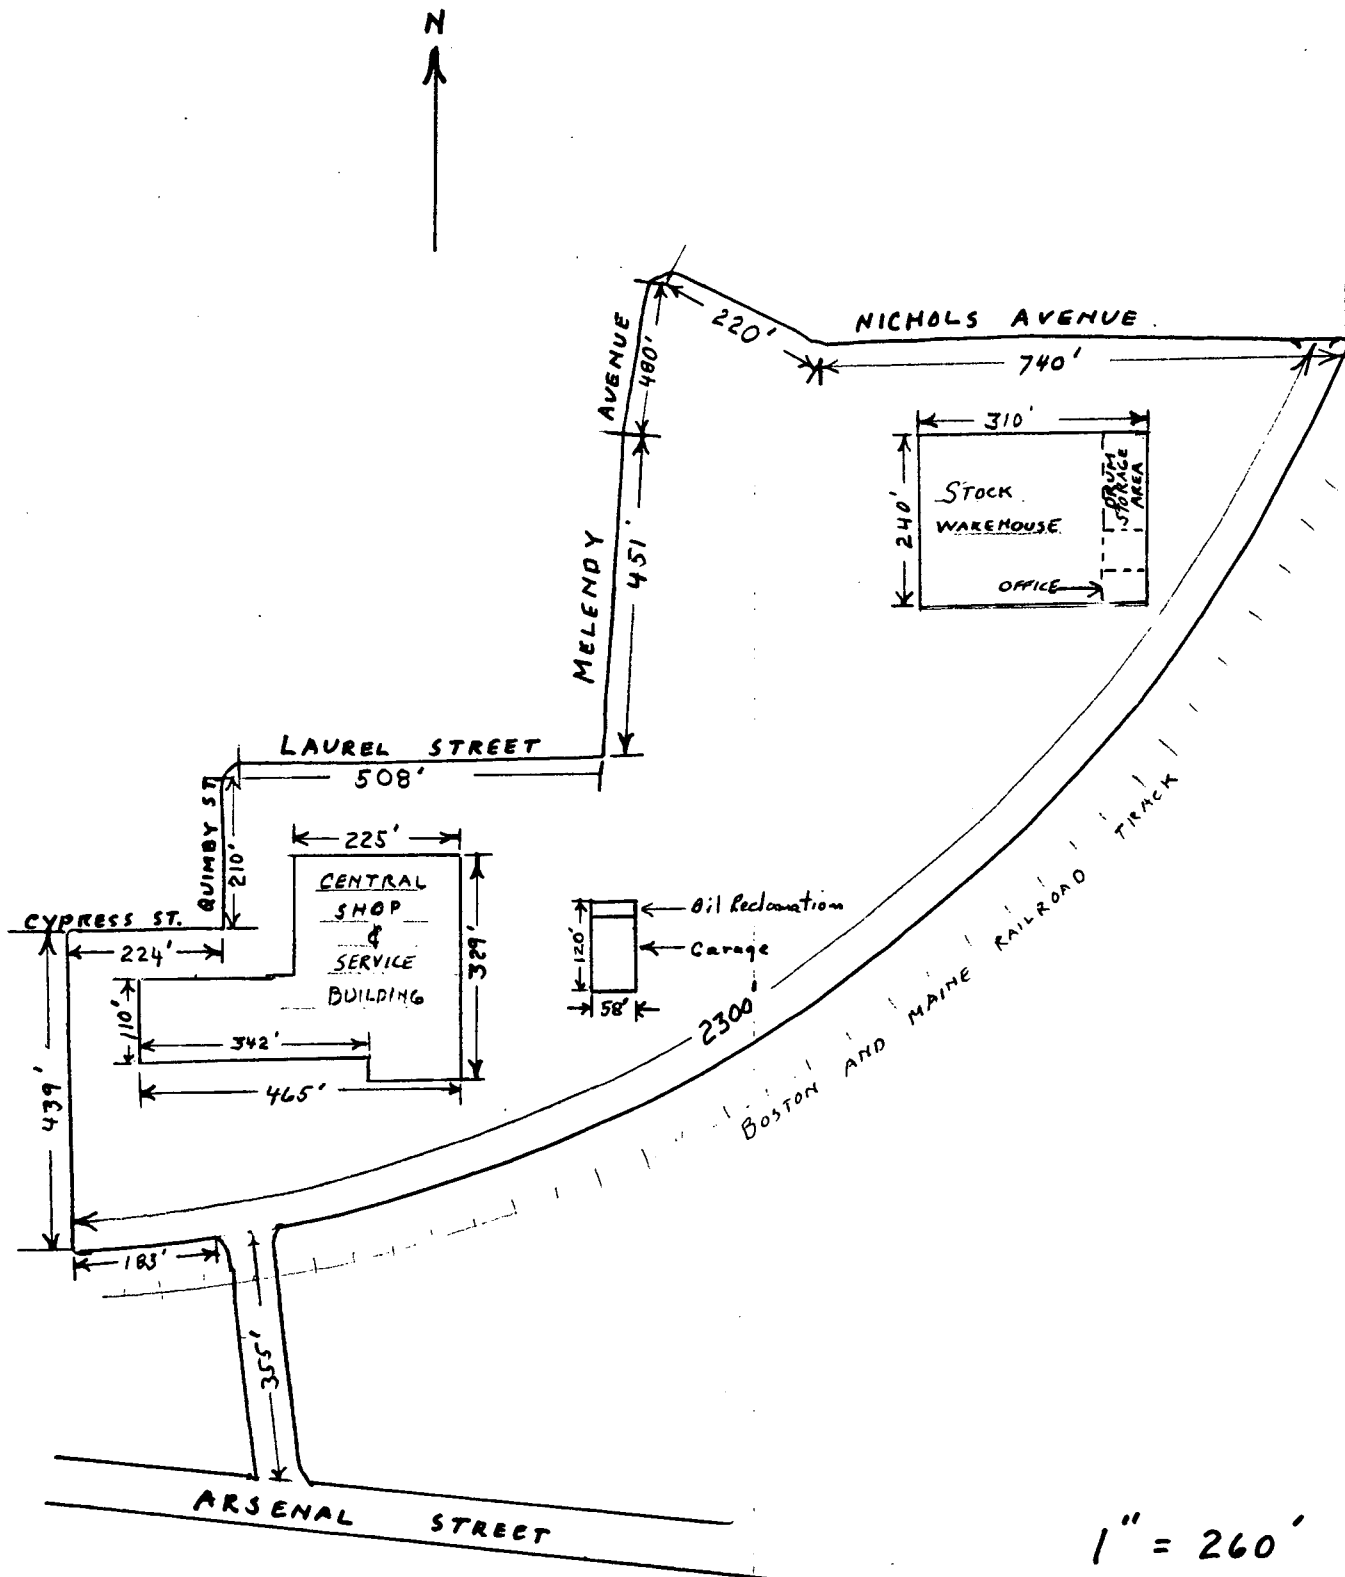 N
NICHOLS AVENUE
220'
740'
AVENUE
480'
310'
STOCK
WAREHOUSE
DRUM
STORAGE
AREA
240'
OFFICE
451'
MELENDY
LAUREL STREET
508'
QUIMBY ST.
210'
225'
CENTRAL
SHOP
&
SERVICE
BUILDING
329'
CYPRESS ST.
224'
Oil Reclamation
Garage
120'
58'
110'
342'
465'
439'
2300'
BOSTON AND MAINE RAILROAD TRACK
183'
355'
ARSENAL STREET
1" = 260'